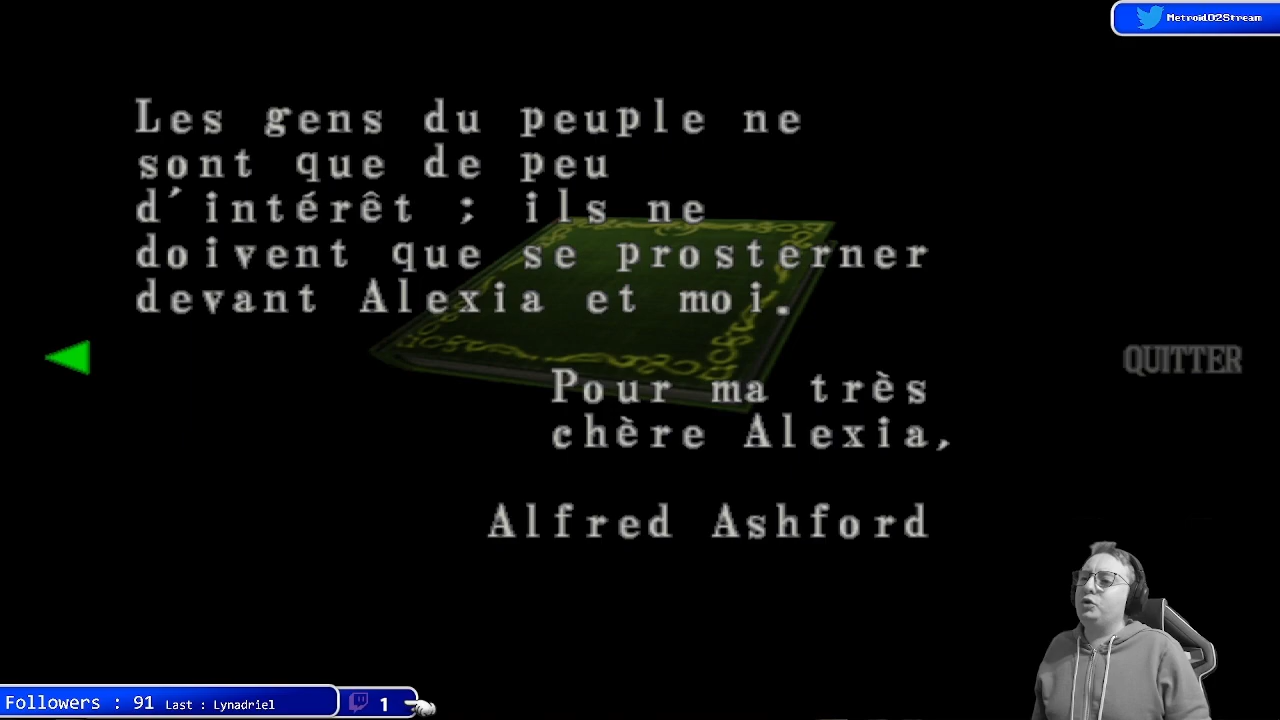 MetroidO2Stream
Les gens du peuple ne
sont que de peu
d'intérêt ; ils ne
doivent que se prosterner
devant Alexia et moi.
QUITTER
Pour ma très
chère Alexia,
Alfred Ashford
Followers : 91 Last : Lynadriel
1